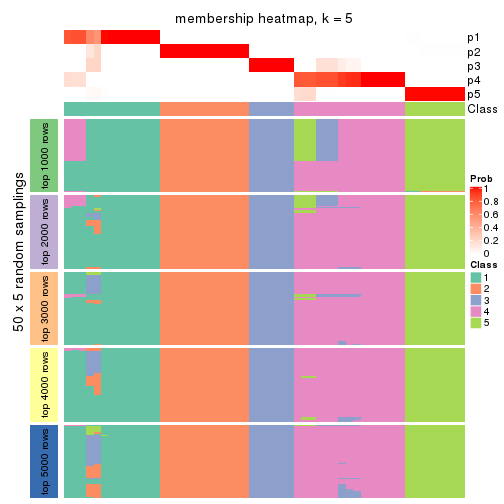 membership heatmap, k = 5
p1
p2
p3
p4
p5
Class
50 x 5 random samplings
top 1000 rows
top 2000 rows
top 3000 rows
top 4000 rows
top 5000 rows
Prob
1
0.8
0.6
0.4
0.2
0
Class
1
2
3
4
5